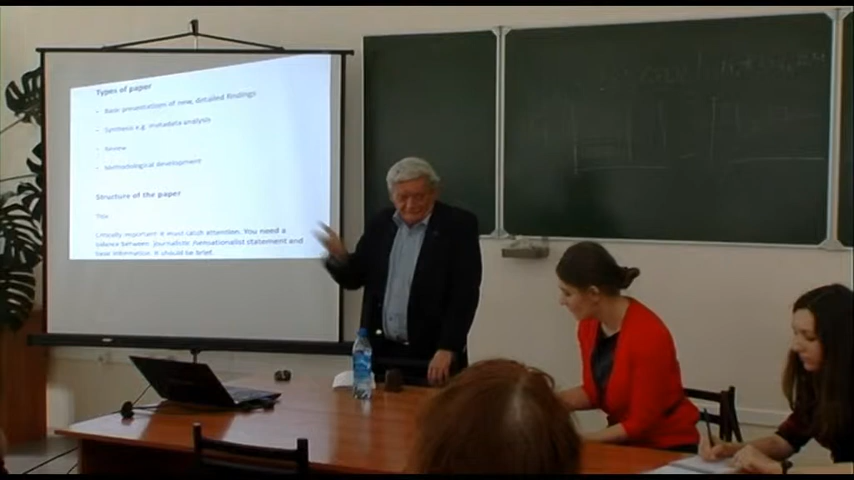 Types of paper
- Basic presentations of new, detailed findings
- Synthesis e.g. metadata analysis
- Review
- Methodological development
Structure of the paper
Title
Critically important it must catch attention. You need a
balance between journalistic /sensationalist statement and
base information. It should be brief.